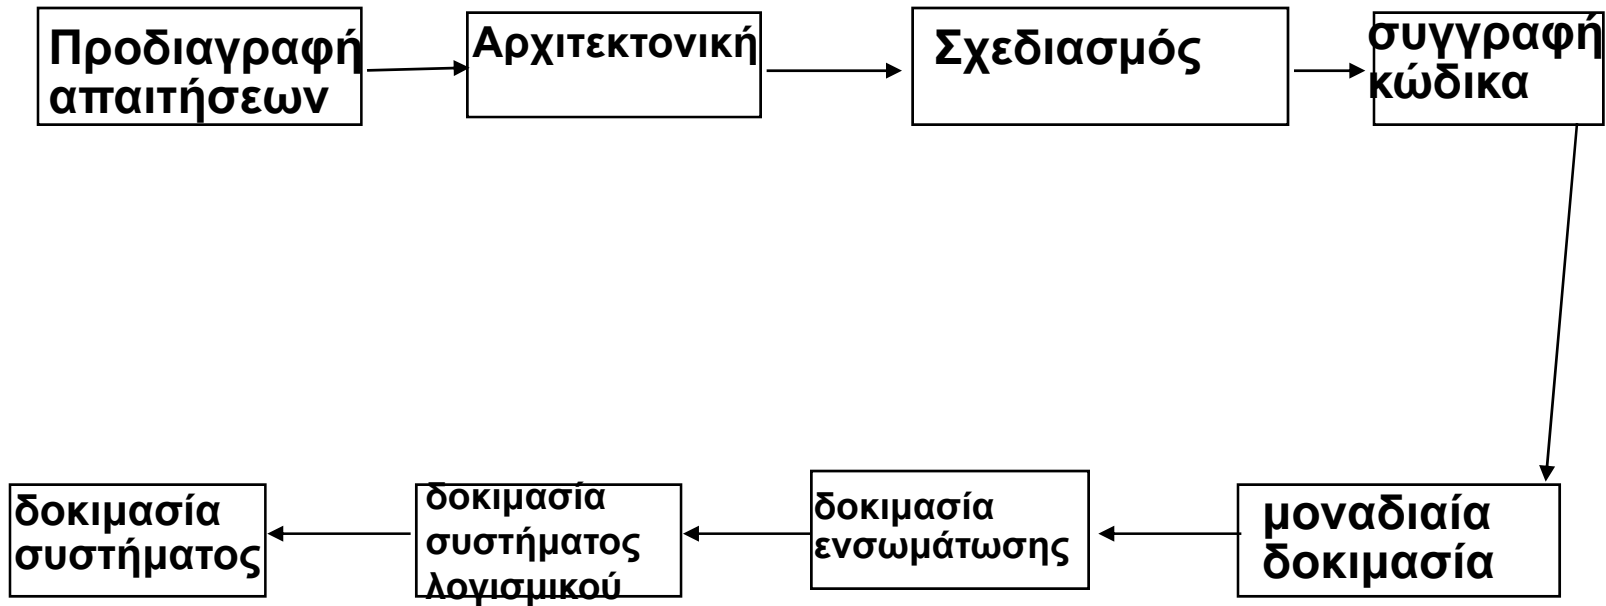 Προδιαγραφή
απαιτήσεων
Αρχιτεκτονική
Σχεδιασμός
συγγραφή
κώδικα
δοκιμασία
συστήματος
δοκιμασία
συστήματος
λογισμικού
δοκιμασία
ενσωμάτωσης
μοναδιαία
δοκιμασία